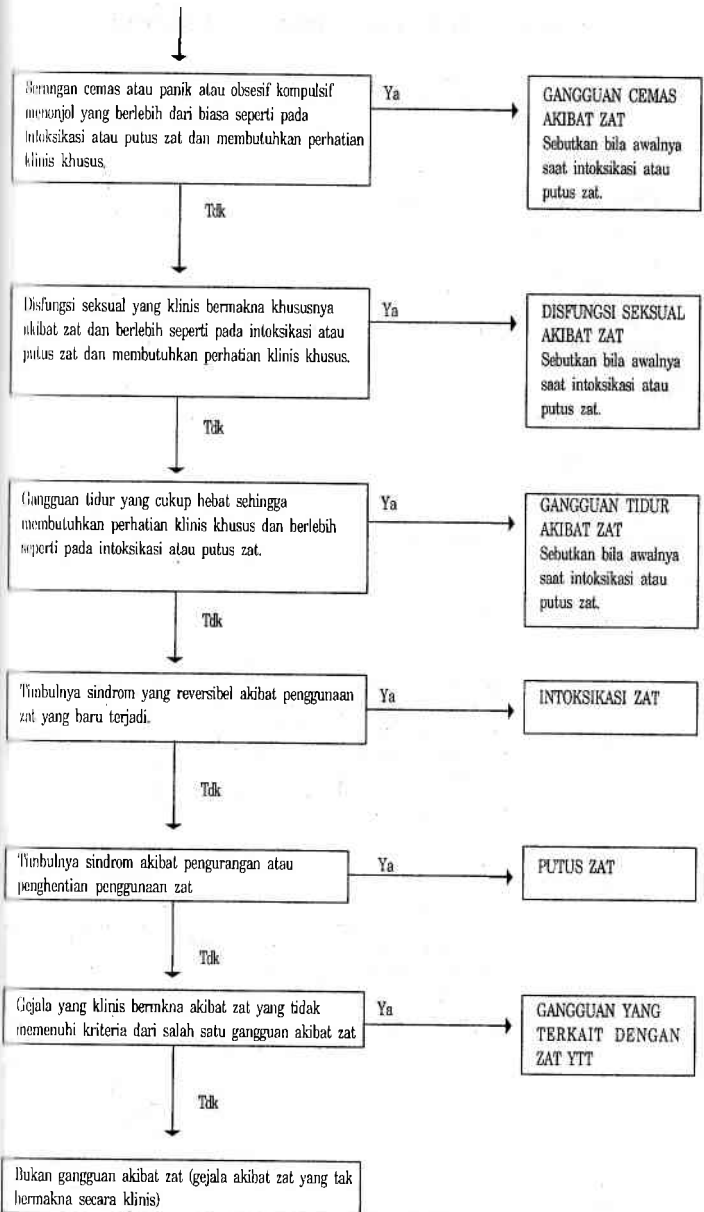 Serangan cemas atau panik atau obsesif kompulsif
menonjol yang berlebih dari biasa seperti pada
Intoksikasi atau putus zat dan membutuhkan perhatian
klinis khusus.
Ya
GANGGUAN CEMAS
AKIBAT ZAT
Sebutkan bila awalnya
saat intoksikasi atau
putus zat.
Tdk
Disfungsi seksual yang klinis bermakna khususnya
akibat zat dan berlebih seperti pada intoksikasi atau
putus zat dan membutuhkan perhatian klinis khusus.
Ya
DISFUNGSI SEKSUAL
AKIBAT ZAT
Sebutkan bila awalnya
saat intoksikasi atau
putus zat.
Tdk
Gangguan tidur yang cukup hebat sehingga
membutuhkan perhatian klinis khusus dan berlebih
seperti pada intoksikasi atau putus zat.
Ya
GANGGUAN TIDUR
AKIBAT ZAT
Sebutkan bila awalnya
saat intoksikasi atau
putus zat.
Tdk
Timbulnya sindrom yang reversibel akibat penggunaan
zat yang baru terjadi.
Ya
INTOKSIKASI ZAT
Tdk
Timbulnya sindrom akibat pengurangan atau
penghentian penggunaan zat
Ya
PUTUS ZAT
Tdk
Gejala yang klinis bermkna akibat zat yang tidak
memenuhi kriteria dari salah satu gangguan akibat zat
Ya
GANGGUAN YANG
TERKAIT DENGAN
ZAT YTT
Tdk
Bukan gangguan akibat zat (gejala akibat zat yang tak
bermakna secara klinis)